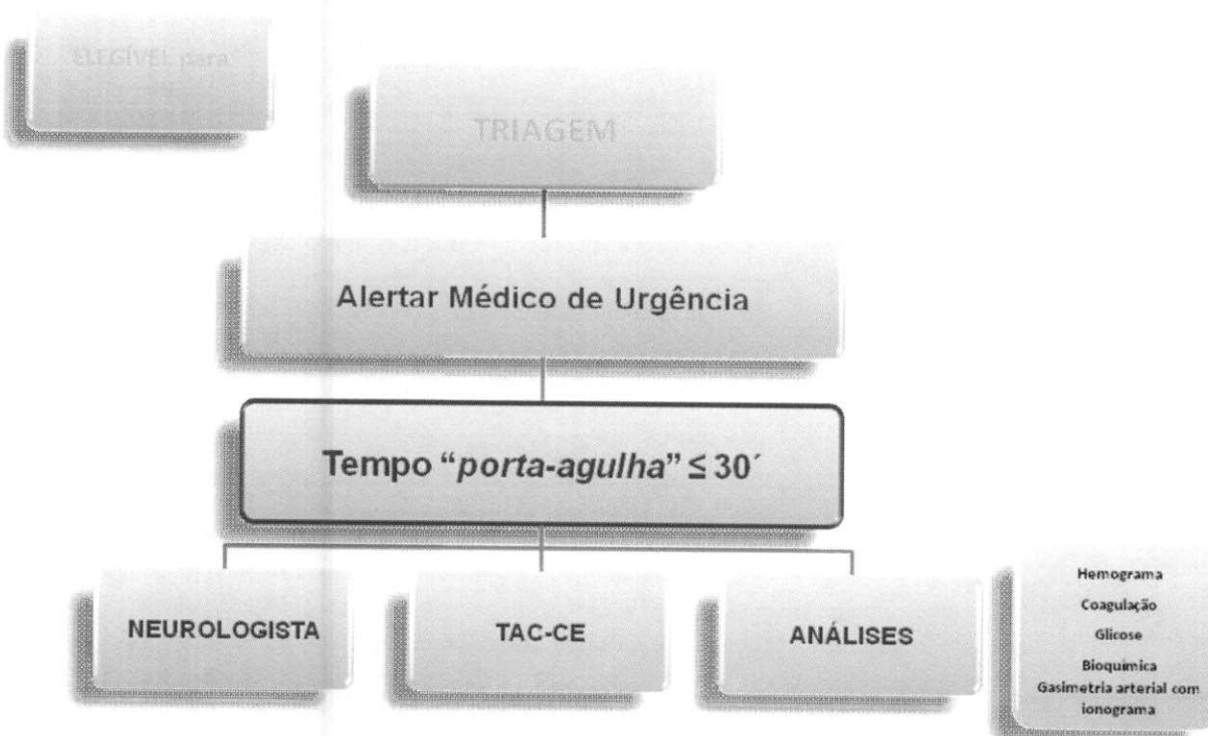 ELEGÍVEL para
TRIAGEM
Alertar Médico de Urgência
Tempo “porta-agulha” ≤ 30´
NEUROLOGISTA
TAC-CE
ANÁLISES
Hemograma
Coagulação
Glicose
Bioquímica
Gasimetria arterial com
ionograma